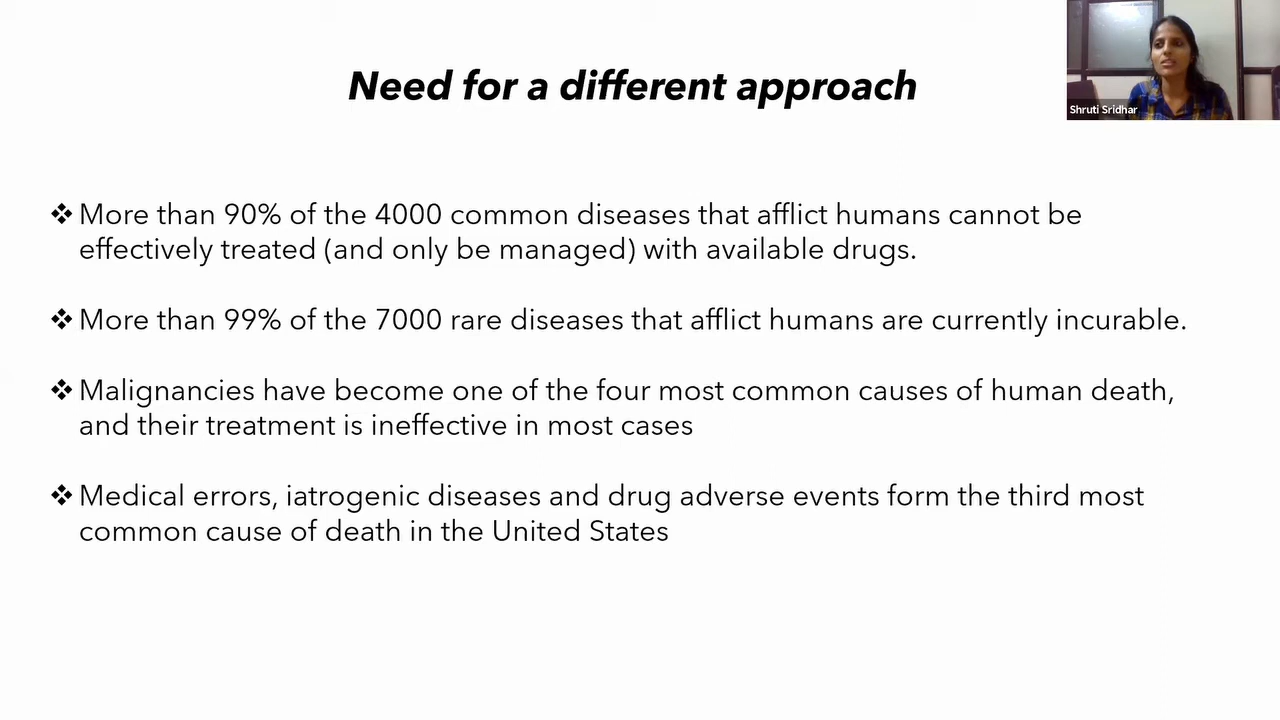 Need for a different approach
Shruti Sridhar
❖ More than 90% of the 4000 common diseases that afflict humans cannot be
effectively treated (and only be managed) with available drugs.
❖ More than 99% of the 7000 rare diseases that afflict humans are currently incurable.
❖ Malignancies have become one of the four most common causes of human death,
and their treatment is ineffective in most cases
❖ Medical errors, iatrogenic diseases and drug adverse events form the third most
common cause of death in the United States